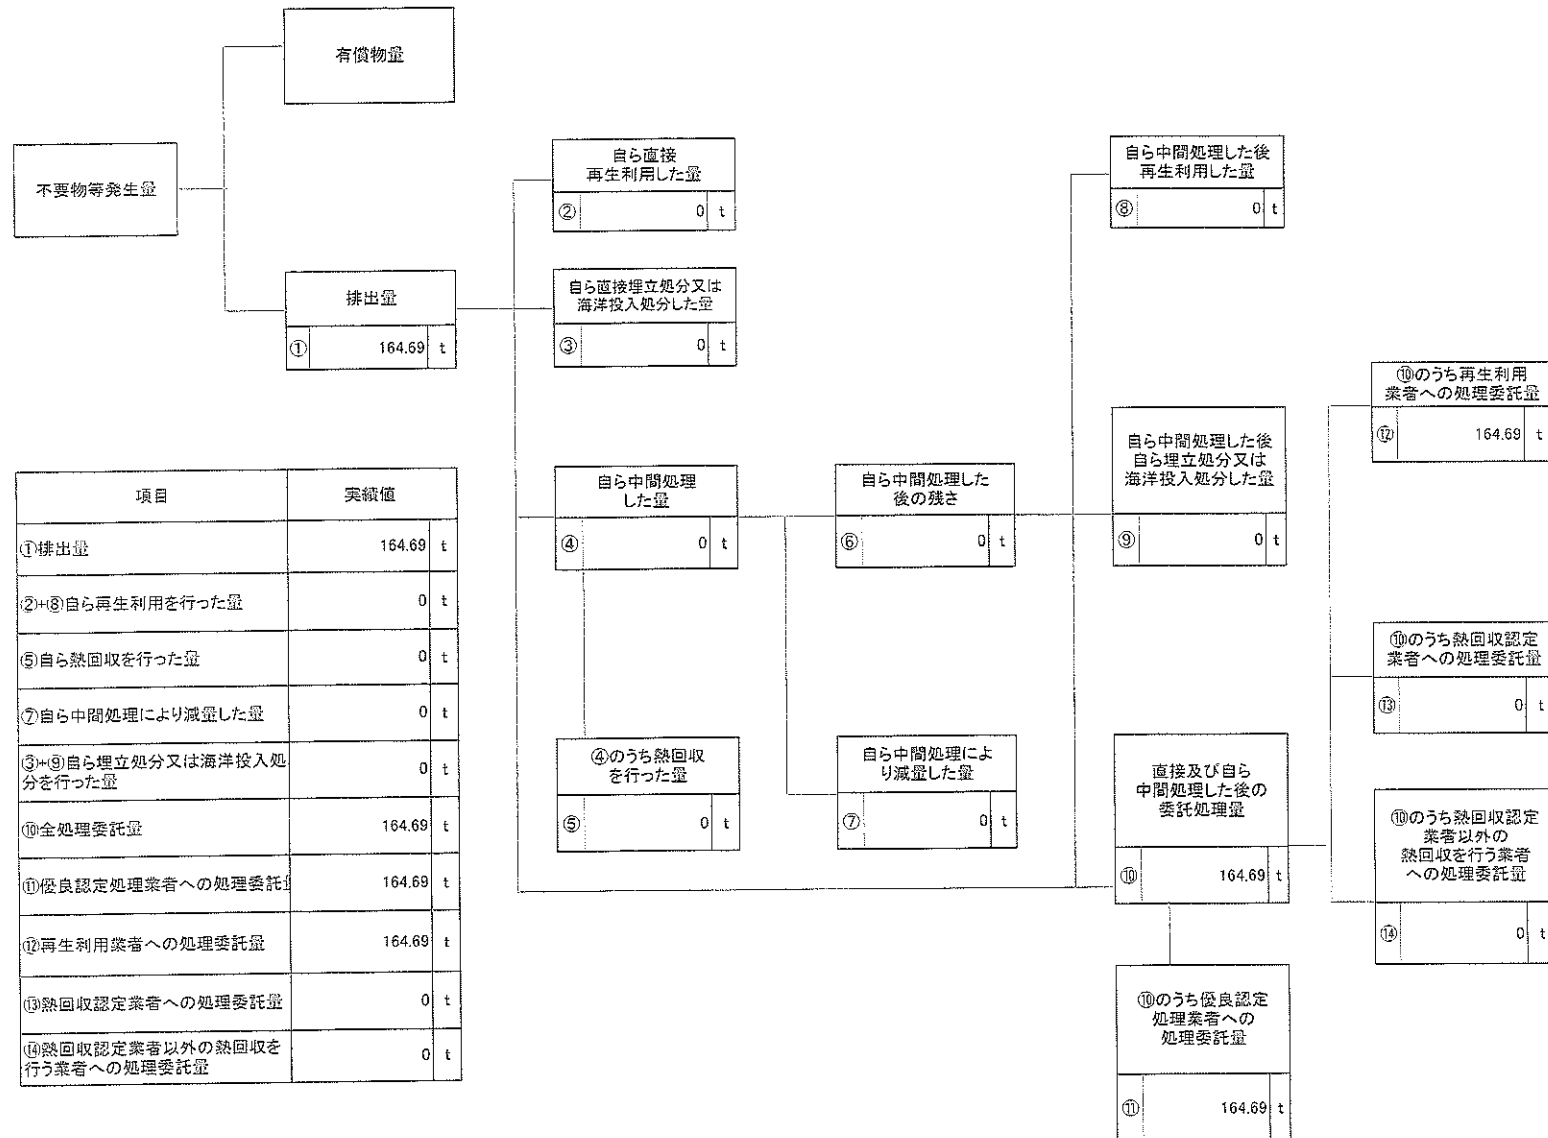 有償物量
不要物等発生量
排出量
① 164.69 t
自ら直接
再生利用した量
② 0 t
自ら直接埋立処分又は
海洋投入処分した量
③ 0 t
自ら中間処理
した量
④ 0 t
④のうち熱回収
を行った量
⑤ 0 t
自ら中間処理した
後の残さ
⑥ 0 t
自ら中間処理によ
り減量した量
⑦ 0 t
自ら中間処理した後
再生利用した量
⑧ 0 t
自ら中間処理した後
自ら埋立処分又は
海洋投入処分した量
⑨ 0 t
直接及び自ら
中間処理した後の
委託処理量
⑩ 164.69 t
⑩のうち優良認定
処理業者への
処理委託量
⑪ 164.69 t
⑩のうち再生利用
業者への処理委託量
⑫ 164.69 t
⑩のうち熱回収認定
業者への処理委託量
⑬ 0 t
⑩のうち熱回収認定
業者以外の
熱回収を行う業者
への処理委託量
⑭ 0 t
項目 実績値
①排出量 164.69 t
②+⑧自ら再生利用を行った量 0 t
⑤自ら熱回収を行った量 0 t
⑦自ら中間処理により減量した量 0 t
③+⑨自ら埋立処分又は海洋投入処
分を行った量 0 t
⑩全処理委託量 164.69 t
⑪優良認定処理業者への処理委託 164.69 t
⑫再生利用業者への処理委託量 164.69 t
⑬熱回収認定業者への処理委託量 0 t
⑭熱回収認定業者以外の熱回収を
行う業者への処理委託量 0 t